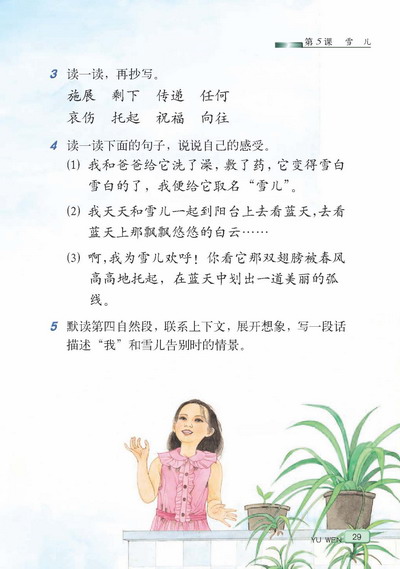 第5课 雪儿
3 读一读，再抄写。
施展 剩下 传递 任何
哀伤 托起 祝福 向往
4 读一读下面的句子，说说自己的感受。
(1) 我和爸爸给它洗了澡，敷了药，它变得雪白
雪白的了，我便给它取名“雪儿”。
(2) 我天天和雪儿一起到阳台上去看蓝天，去看
蓝天上那飘飘悠悠的白云……
(3) 啊，我为雪儿欢呼！你看它那双翅膀被春风
高高地托起，在蓝天中划出一道美丽的弧
线。
5 默读第四自然段，联系上下文，展开想象，写一段话
描述“我”和雪儿告别时的情景。
29
YU WEN